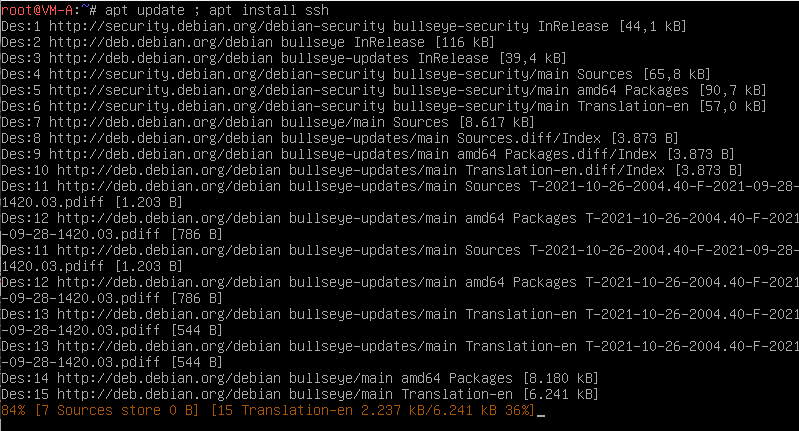 root@VM-A:~# apt update ; apt install ssh
Des:1 http://security.debian.org/debian-security bullseye-security InRelease [44,1 kB]
Des:2 http://deb.debian.org/debian bullseye InRelease [116 kB]
Des:3 http://deb.debian.org/debian bullseye-updates InRelease [39,4 kB]
Des:4 http://security.debian.org/debian-security bullseye-security/main Sources [65,8 kB]
Des:5 http://security.debian.org/debian-security bullseye-security/main amd64 Packages [90,7 kB]
Des:6 http://security.debian.org/debian-security bullseye-security/main Translation-en [57,0 kB]
Des:7 http://deb.debian.org/debian bullseye/main Sources [8.617 kB]
Des:8 http://deb.debian.org/debian bullseye-updates/main Sources.diff/Index [3.873 B]
Des:9 http://deb.debian.org/debian bullseye-updates/main amd64 Packages.diff/Index [3.873 B]
Des:10 http://deb.debian.org/debian bullseye-updates/main Translation-en.diff/Index [3.873 B]
Des:11 http://deb.debian.org/debian bullseye-updates/main Sources T-2021-10-26-2004.40-F-2021-09-28-
1420.03.pdiff [1.203 B]
Des:12 http://deb.debian.org/debian bullseye-updates/main amd64 Packages T-2021-10-26-2004.40-F-2021
-09-28-1420.03.pdiff [786 B]
Des:11 http://deb.debian.org/debian bullseye-updates/main Sources T-2021-10-26-2004.40-F-2021-09-28-
1420.03.pdiff [1.203 B]
Des:12 http://deb.debian.org/debian bullseye-updates/main amd64 Packages T-2021-10-26-2004.40-F-2021
-09-28-1420.03.pdiff [786 B]
Des:13 http://deb.debian.org/debian bullseye-updates/main Translation-en T-2021-10-26-2004.40-F-2021
-09-28-1420.03.pdiff [544 B]
Des:13 http://deb.debian.org/debian bullseye-updates/main Translation-en T-2021-10-26-2004.40-F-2021
-09-28-1420.03.pdiff [544 B]
Des:14 http://deb.debian.org/debian bullseye/main amd64 Packages [8.180 kB]
Des:15 http://deb.debian.org/debian bullseye/main Translation-en [6.241 kB]
84% [7 Sources store 0 B] [15 Translation-en 2.237 kB/6.241 kB 36%]_